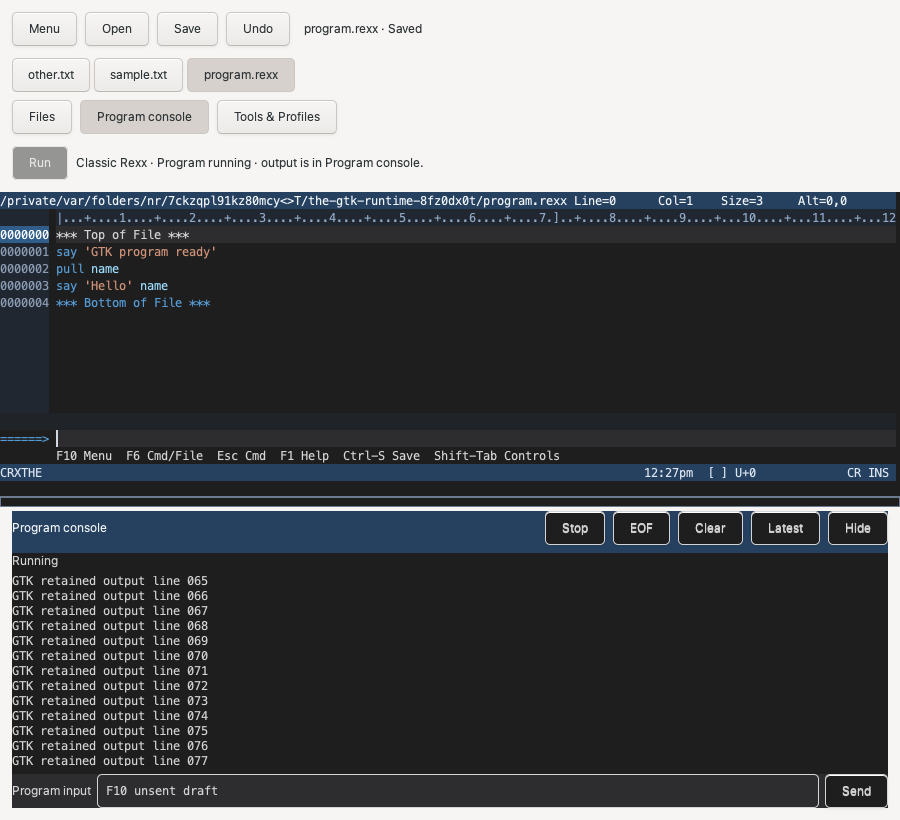 Menu Open Save Undo program.rexx · Saved
other.txt sample.txt program.rexx
Files Program console Tools & Profiles
Run Classic Rexx · Program running · output is in Program console.
/private/var/folders/nr/7ckzqpl91kz80mcy<>T/the-gtk-runtime-8fz0dx0t/program.rexx Line=0 Col=1 Size=3 Alt=0,0
|...+....1....+....2....+....3....+....4....+....5....+....6....+....7.]..+....8....+....9....+...10....+...11....+...12
0000000 *** Top of File ***
0000001 say 'GTK program ready'
0000002 pull name
0000003 say 'Hello' name
0000004 *** Bottom of File ***
======>
F10 Menu F6 Cmd/File Esc Cmd F1 Help Ctrl-S Save Shift-Tab Controls
CRXTHE 12:27pm [ ] U+0 CR INS
Program console Stop EOF Clear Latest Hide
Running
GTK retained output line 065
GTK retained output line 066
GTK retained output line 067
GTK retained output line 068
GTK retained output line 069
GTK retained output line 070
GTK retained output line 071
GTK retained output line 072
GTK retained output line 073
GTK retained output line 074
GTK retained output line 075
GTK retained output line 076
GTK retained output line 077
Program input F10 unsent draft Send